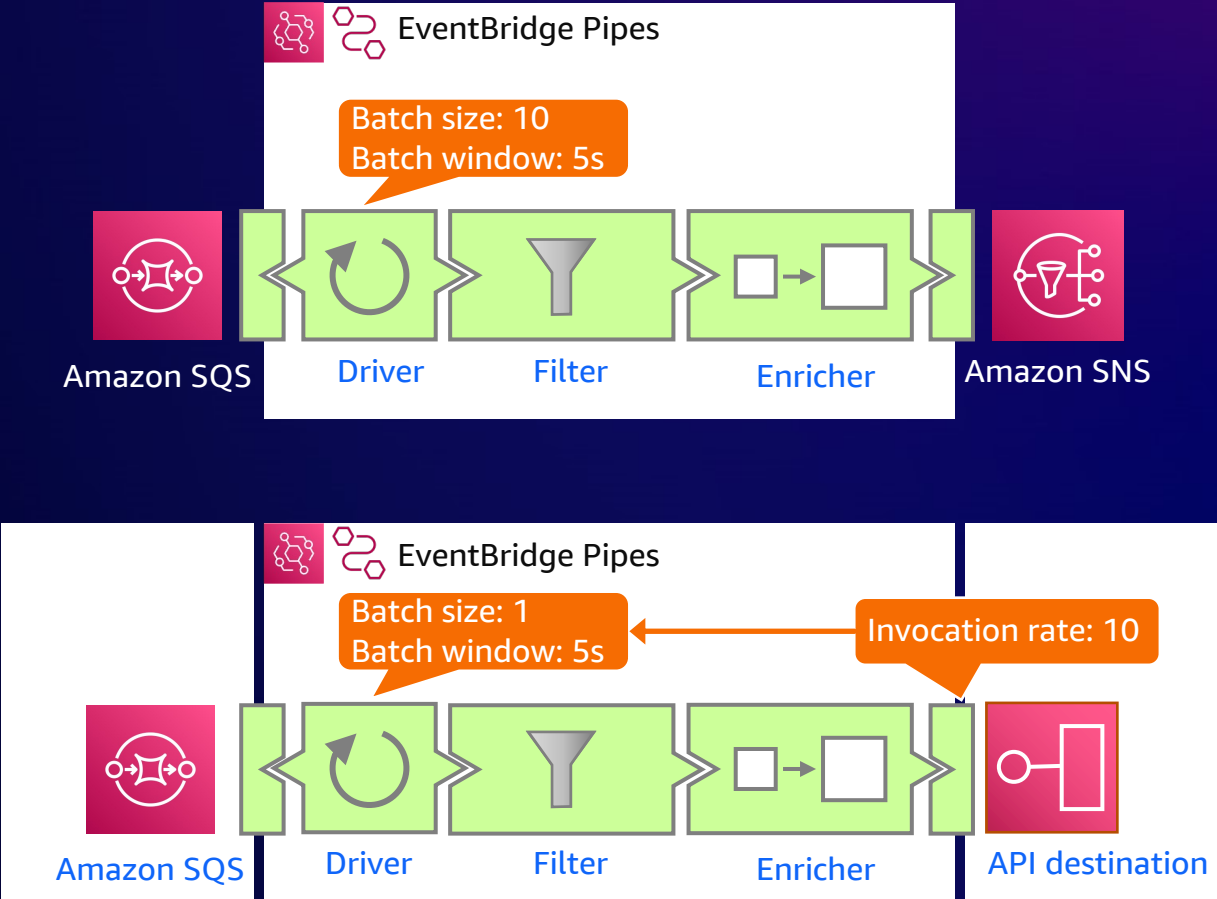 EventBridge Pipes
Batch size: 10
Batch window: 5s
Amazon SQS
Driver
Filter
Enricher
Amazon SNS
EventBridge Pipes
Batch size: 1
Batch window: 5s
Invocation rate: 10
Amazon SQS
Driver
Filter
Enricher
API destination